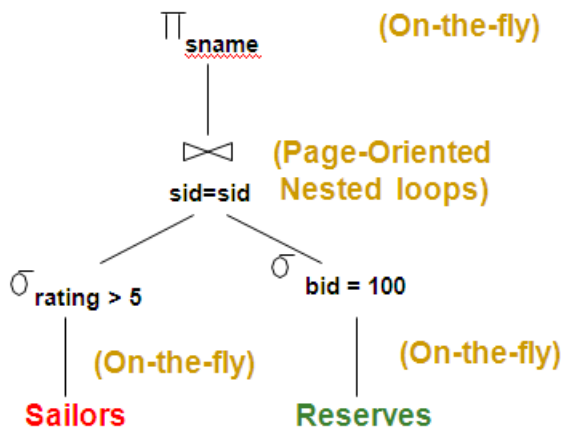 ∏ sname (On-the-fly)
⋈ (Page-Oriented
sid=sid Nested loops)
σ rating > 5 σ bid = 100
(On-the-fly) (On-the-fly)
Sailors Reserves